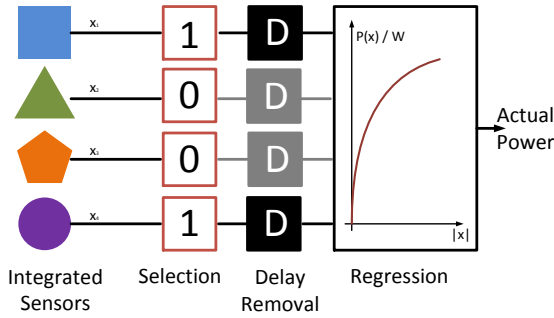 x₁ 1 D P(x) / W
x₂ 0 D
x₃ 0 D
x₄ 1 D |x|
Actual
Power
Integrated
Sensors
Selection
Delay
Removal
Regression